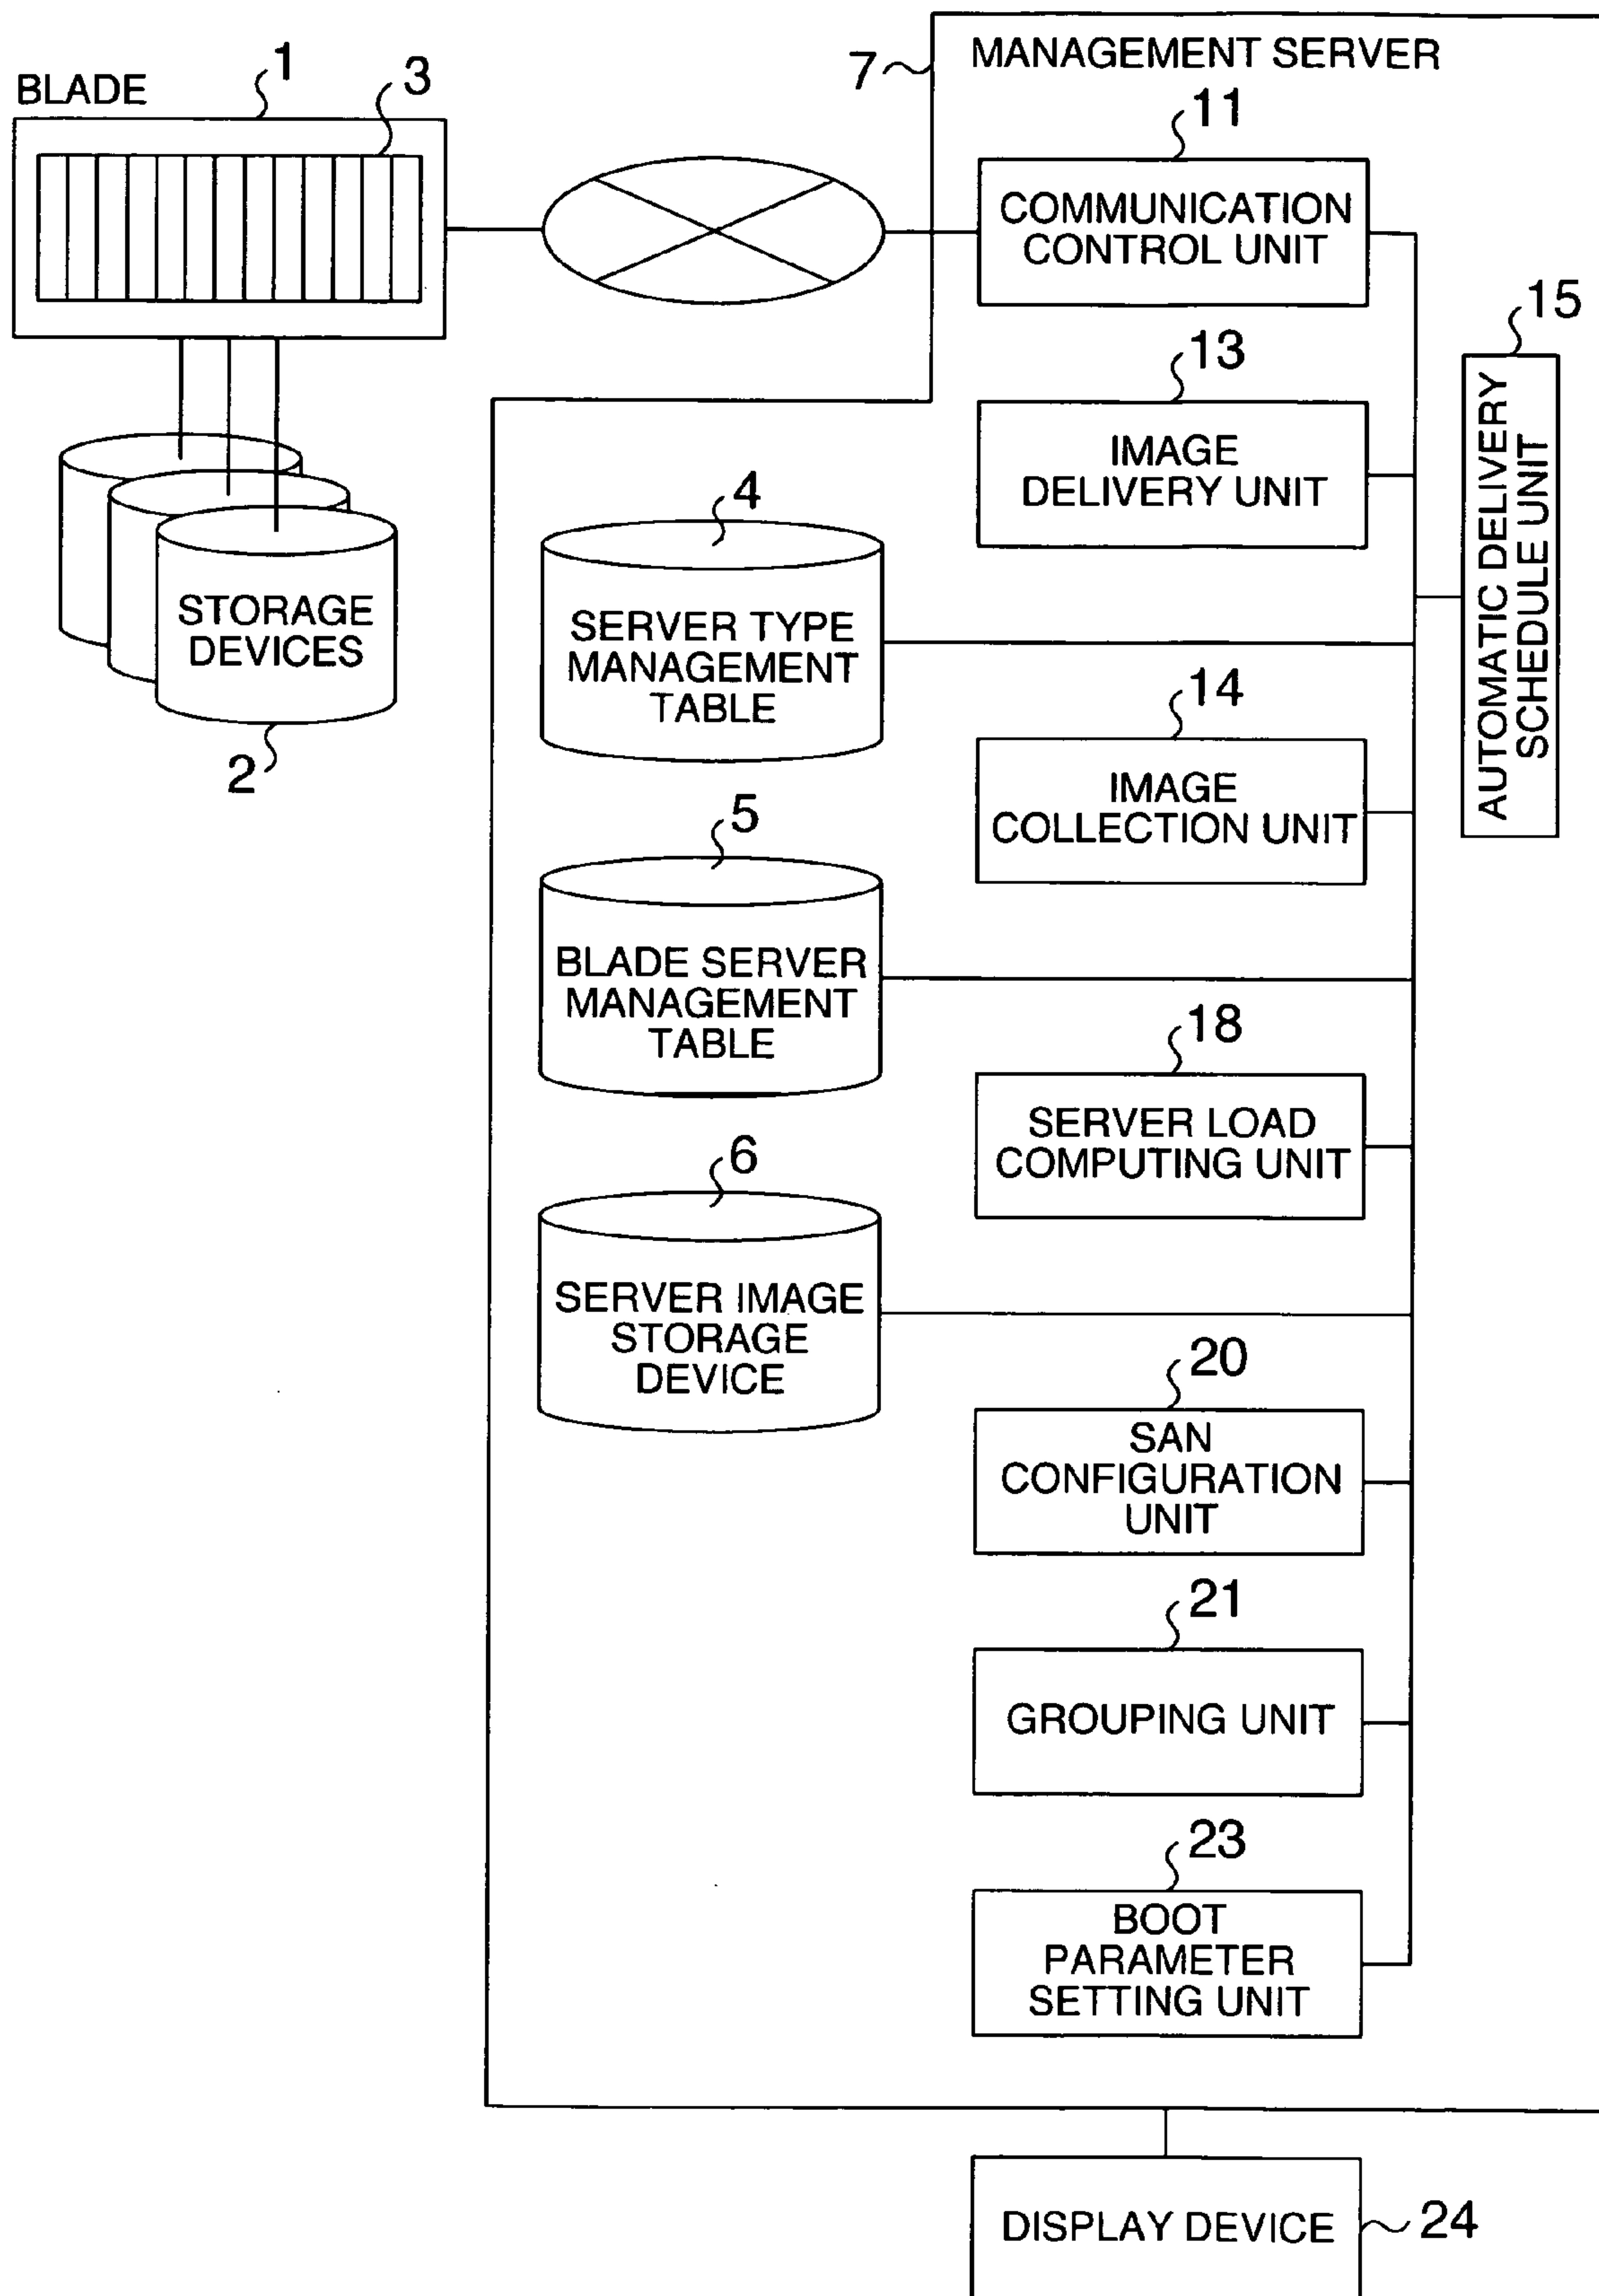 BLADE
1
3
7
MANAGEMENT SERVER
11
COMMUNICATION
CONTROL UNIT
15
AUTOMATIC DELIVERY
SCHEDULE UNIT
13
IMAGE
DELIVERY UNIT
STORAGE
DEVICES
2
4
SERVER TYPE
MANAGEMENT
TABLE
14
IMAGE
COLLECTION UNIT
5
BLADE SERVER
MANAGEMENT
TABLE
18
SERVER LOAD
COMPUTING UNIT
6
SERVER IMAGE
STORAGE
DEVICE
20
SAN
CONFIGURATION
UNIT
21
GROUPING UNIT
23
BOOT
PARAMETER
SETTING UNIT
DISPLAY DEVICE
24